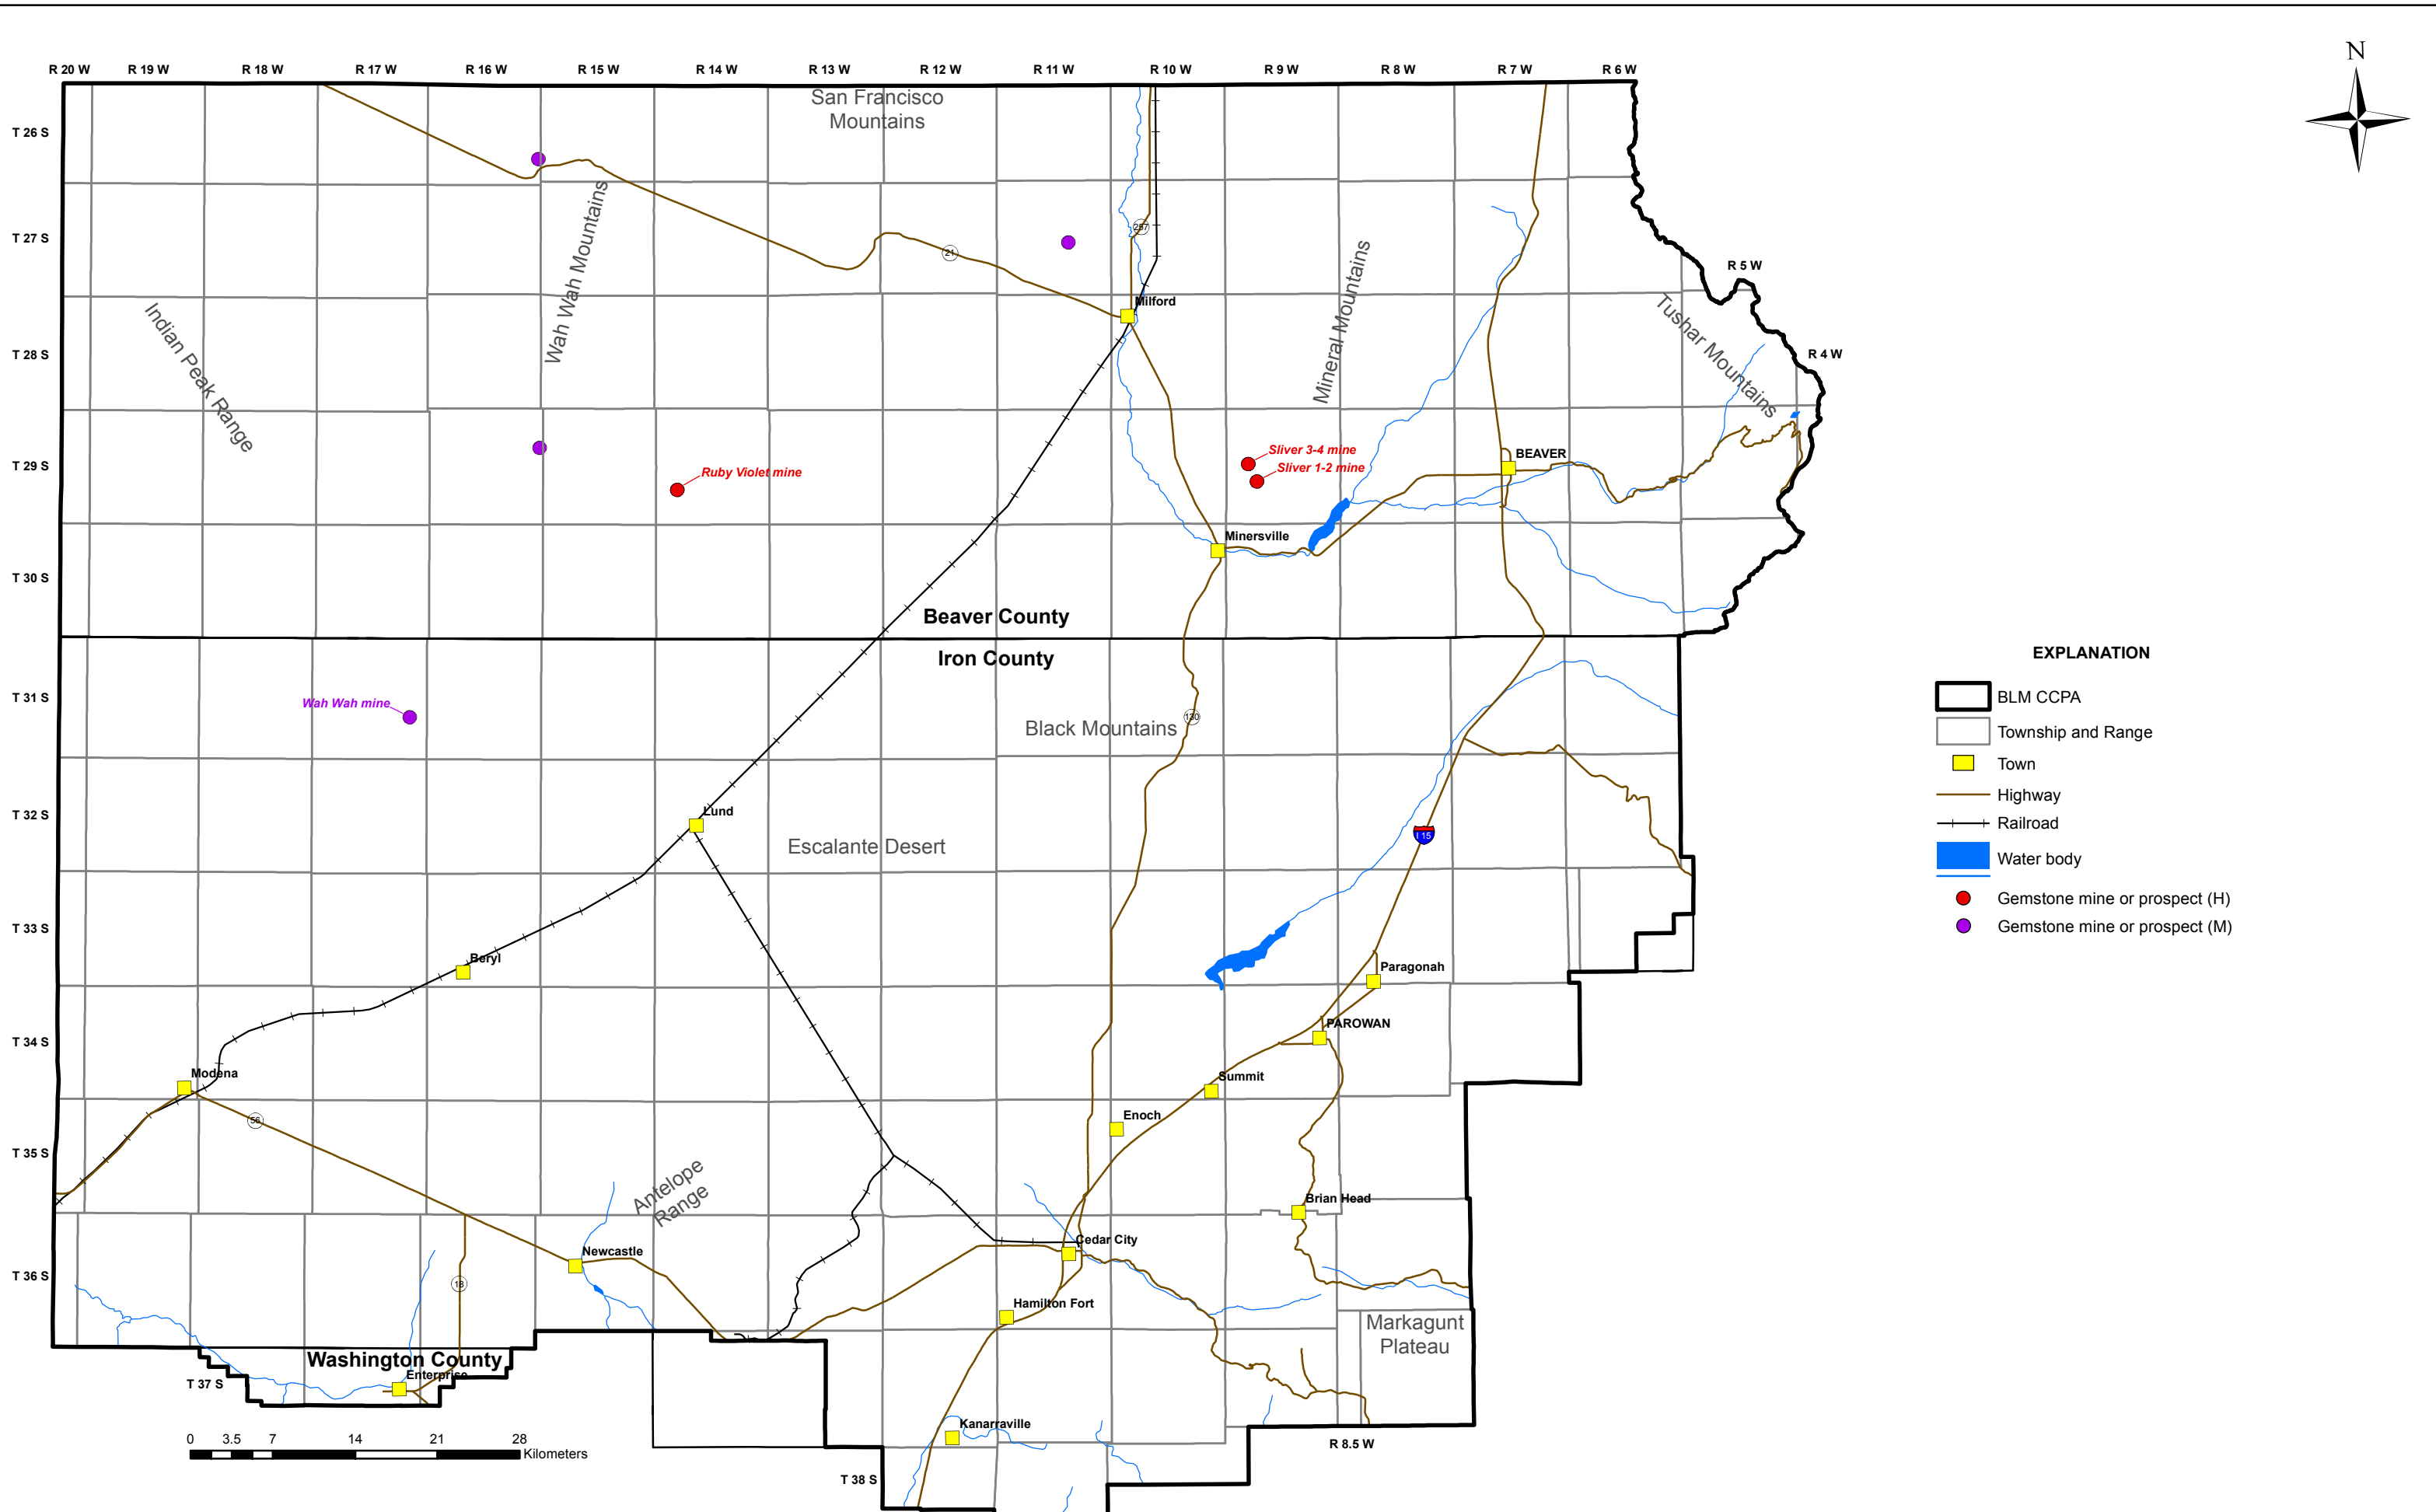 N
R 20 W R 19 W R 18 W R 17 W R 16 W R 15 W R 14 W R 13 W R 12 W R 11 W R 10 W R 9 W R 8 W R 7 W R 6 W
San Francisco
Mountains
T 26 S
Wah Wah Mountains
T 27 S
21
257
Mineral Mountains
R 5 W
Indian Peak Range
Milford
Tushar Mountains
T 28 S
R 4 W
Sliver 3-4 mine
BEAVER
T 29 S
Ruby Violet mine
Sliver 1-2 mine
Minersville
T 30 S
Beaver County
Iron County
T 31 S
Wah Wah mine
130
Black Mountains
EXPLANATION
BLM CCPA
Township and Range
Town
Highway
Railroad
Water body
Gemstone mine or prospect (H)
Gemstone mine or prospect (M)
Lund
T 32 S
I 15
Escalante Desert
T 33 S
Beryl
Paragonah
PAROWAN
T 34 S
Modena
Summit
56
Enoch
T 35 S
Antelope
Range
Brian Head
Cedar City
Newcastle
T 36 S
18
Hamilton Fort
Markagunt
Plateau
Washington County
Enterprise
T 37 S
Kanarraville
0 3.5 7 14 21 28
Kilometers
R 8.5 W
T 38 S